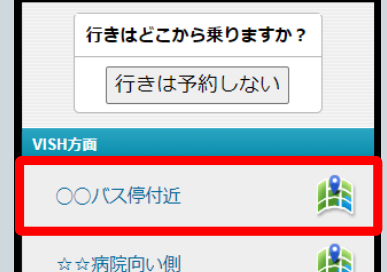 行きはどこから乗りますか？
行きは予約しない
VISH方面
○○バス停付近
☆☆病院向い側